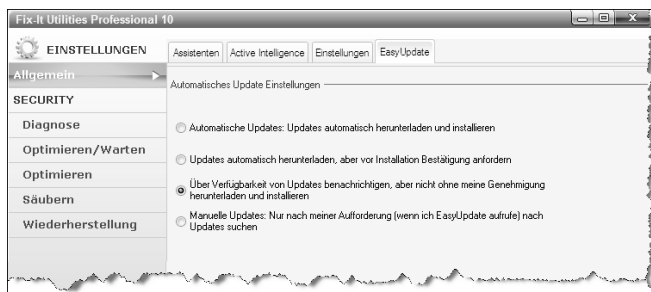 Fix-It Utilities Professional 10
EINSTELLUNGEN
Assistenten
Active Intelligence
Einstellungen
EasyUpdate
Allgemein
SECURITY
Diagnose
Optimieren/Warten
Optimieren
Säubern
Wiederherstellung
Automatisches Update Einstellungen
Automatische Updates: Updates automatisch herunterladen und installieren
Updates automatisch herunterladen, aber vor Installation Bestätigung anfordern
Über Verfügbarkeit von Updates benachrichtigen, aber nicht ohne meine Genehmigung
herunterladen und installieren
Manuelle Updates: Nur nach meiner Aufforderung (wenn ich EasyUpdate aufrufe) nach
Updates suchen